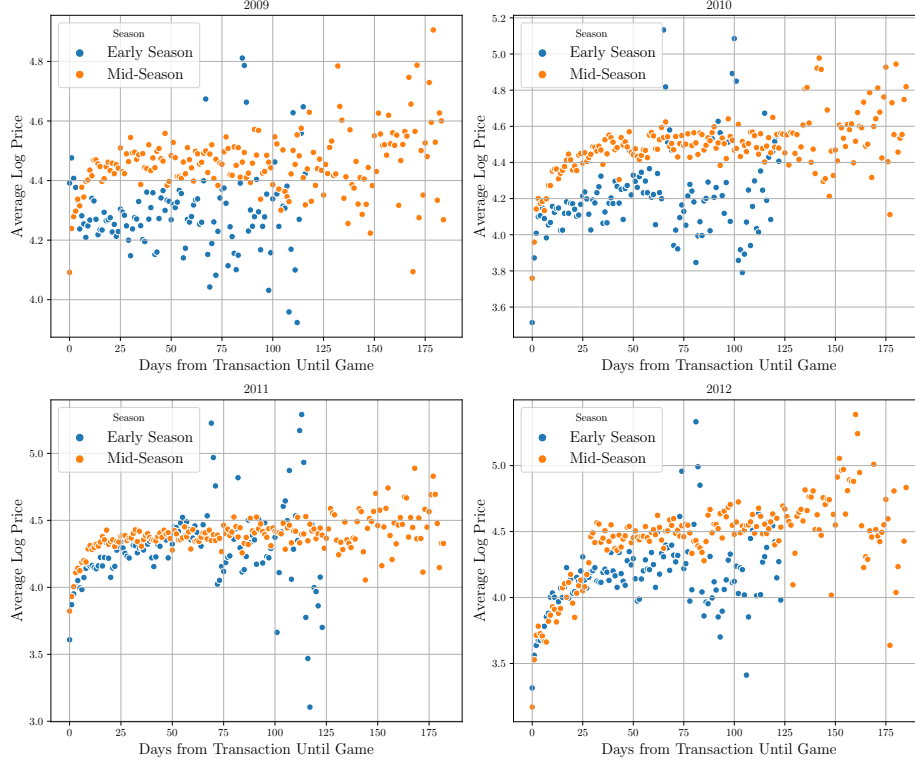 2009
Season
Early Season
Mid-Season
4.8
4.6
4.4
4.2
4.0
Average Log Price
0
25
50
75
100
125
150
175
Days from Transaction Until Game
2010
Season
Early Season
Mid-Season
5.2
5.0
4.8
4.6
4.4
4.2
4.0
3.8
3.6
Average Log Price
0
25
50
75
100
125
150
175
Days from Transaction Until Game
2011
Season
Early Season
Mid-Season
5.0
4.5
4.0
3.5
3.0
Average Log Price
0
25
50
75
100
125
150
175
Days from Transaction Until Game
2012
Season
Early Season
Mid-Season
5.0
4.5
4.0
3.5
Average Log Price
0
25
50
75
100
125
150
175
Days from Transaction Until Game